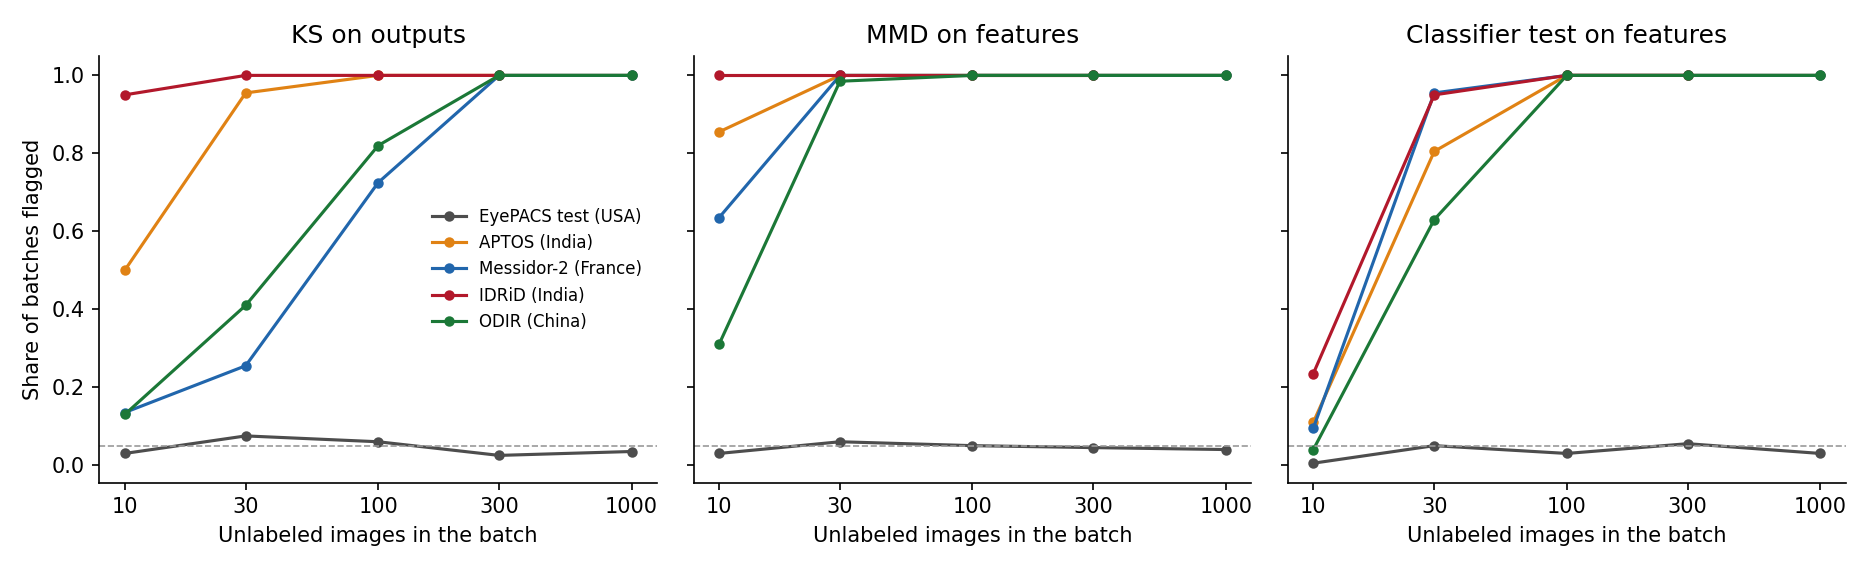 KS on outputs
MMD on features
Classifier test on features
Share of batches flagged
1.0
0.8
0.6
0.4
0.2
0.0
EyePACS test (USA)
APTOS (India)
Messidor-2 (France)
IDRiD (India)
ODIR (China)
10 30 100 300 1000
10 30 100 300 1000
10 30 100 300 1000
Unlabeled images in the batch
Unlabeled images in the batch
Unlabeled images in the batch